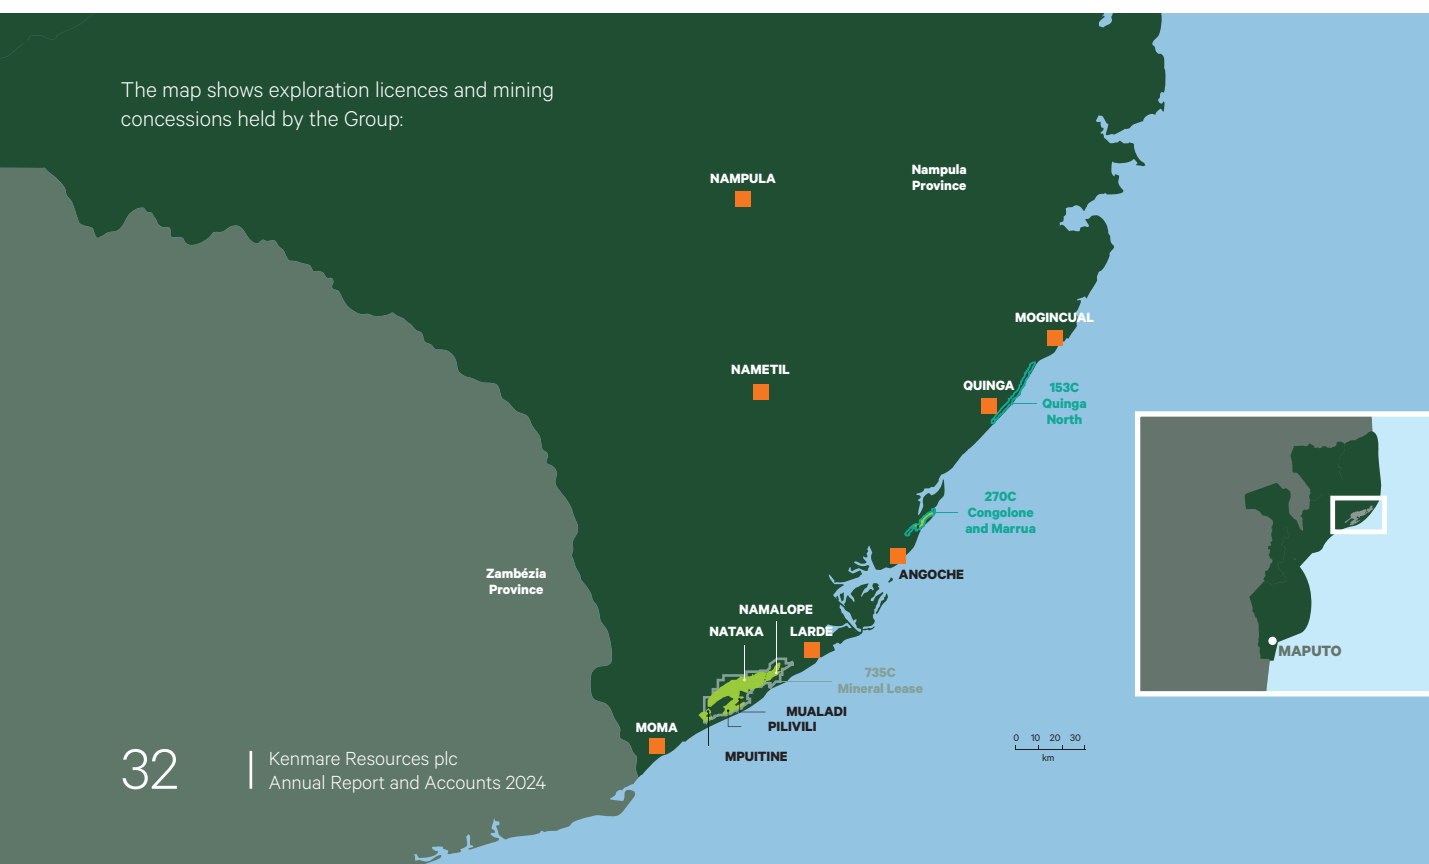 The map shows exploration licences and mining
concessions held by the Group:
NAMPULA
Nampula
Province
MOGINCUAL
NAMETIL
QUINGA
153C
Quinga
North
270C
Congolone
and Marrua
ANGOCHE
Zambézia
Province
NAMALOPE
NATAKA
LARDE
735C
Mineral Lease
MUALADI
PILIVILI
MOMA
MPUITINE
MAPUTO
0 10 20 30
km
32
Kenmare Resources plc
Annual Report and Accounts 2024